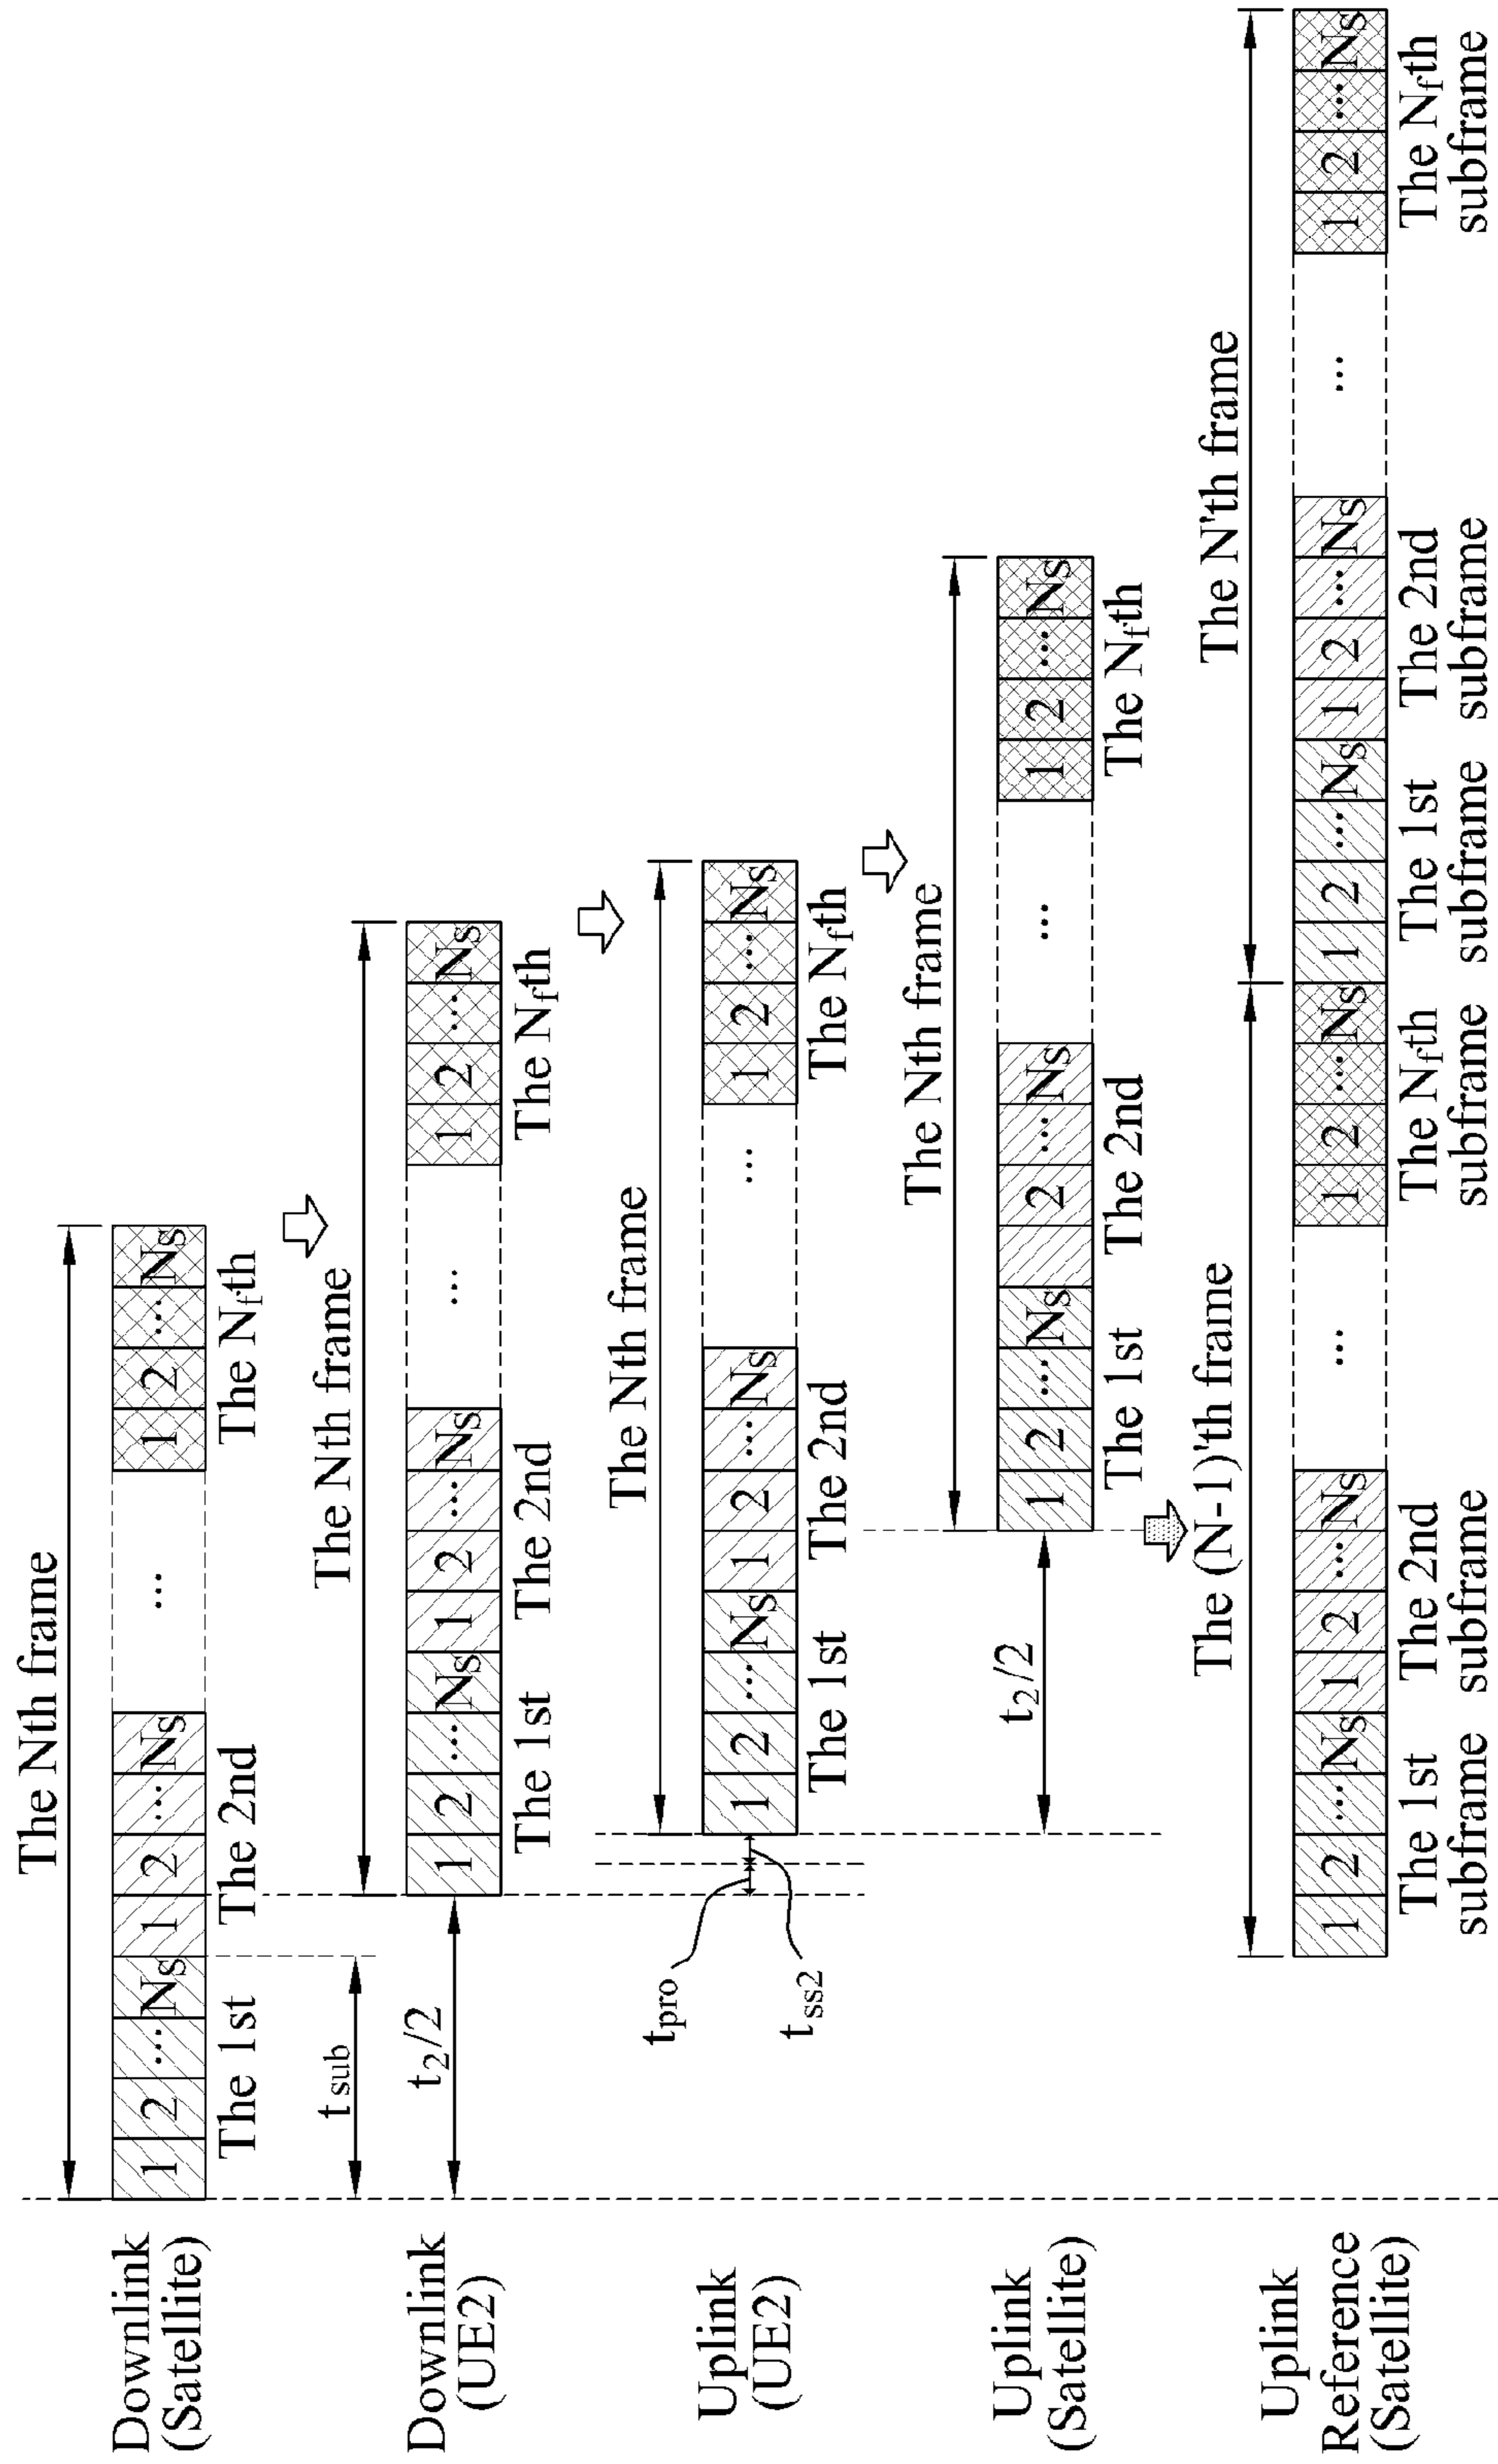 Downlink
(Satellite)
The Nth frame
1 2 ... NS 1 2 ... NS ... 1 2 ... NS
The 1st The 2nd The Nfth
tsub
Downlink
(UE2)
t2/2
The Nth frame
1 2 ... NS 1 2 ... NS ... 1 2 ... NS
The 1st The 2nd The Nfth
Uplink
(UE2)
tpro
tss2
The Nth frame
1 2 ... NS 1 2 ... NS ... 1 2 ... NS
The 1st The 2nd The Nfth
Uplink
(Satellite)
t2/2
The Nth frame
1 2 ... NS 2 ... NS ... 1 2 ... NS
The 1st The 2nd The Nfth
Uplink
Reference
(Satellite)
The (N-1)'th frame The N'th frame
1 2 ... NS 1 2 ... NS ... 1 2 ... NS 1 2 ... NS 1 2 ... NS ... 1 2 ... NS
The 1st The 2nd The Nfth The 1st The 2nd The Nfth
subframe subframe subframe subframe subframe subframe